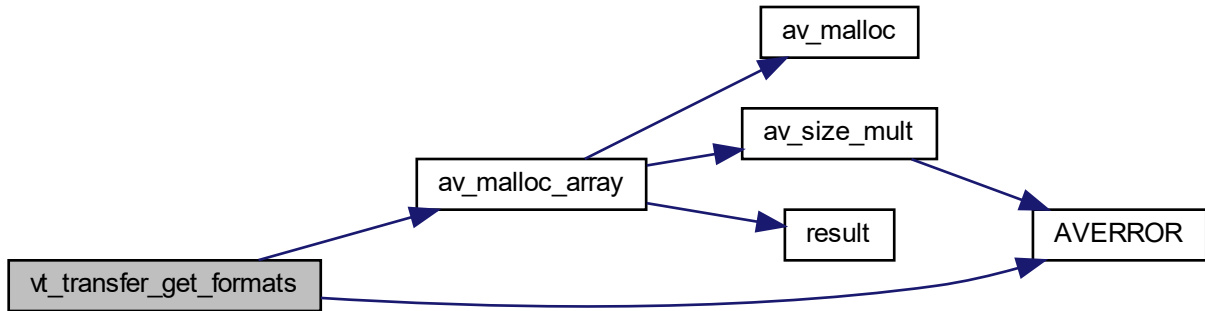 av_malloc
av_size_mult
av_malloc_array
result
AVERROR
vt_transfer_get_formats